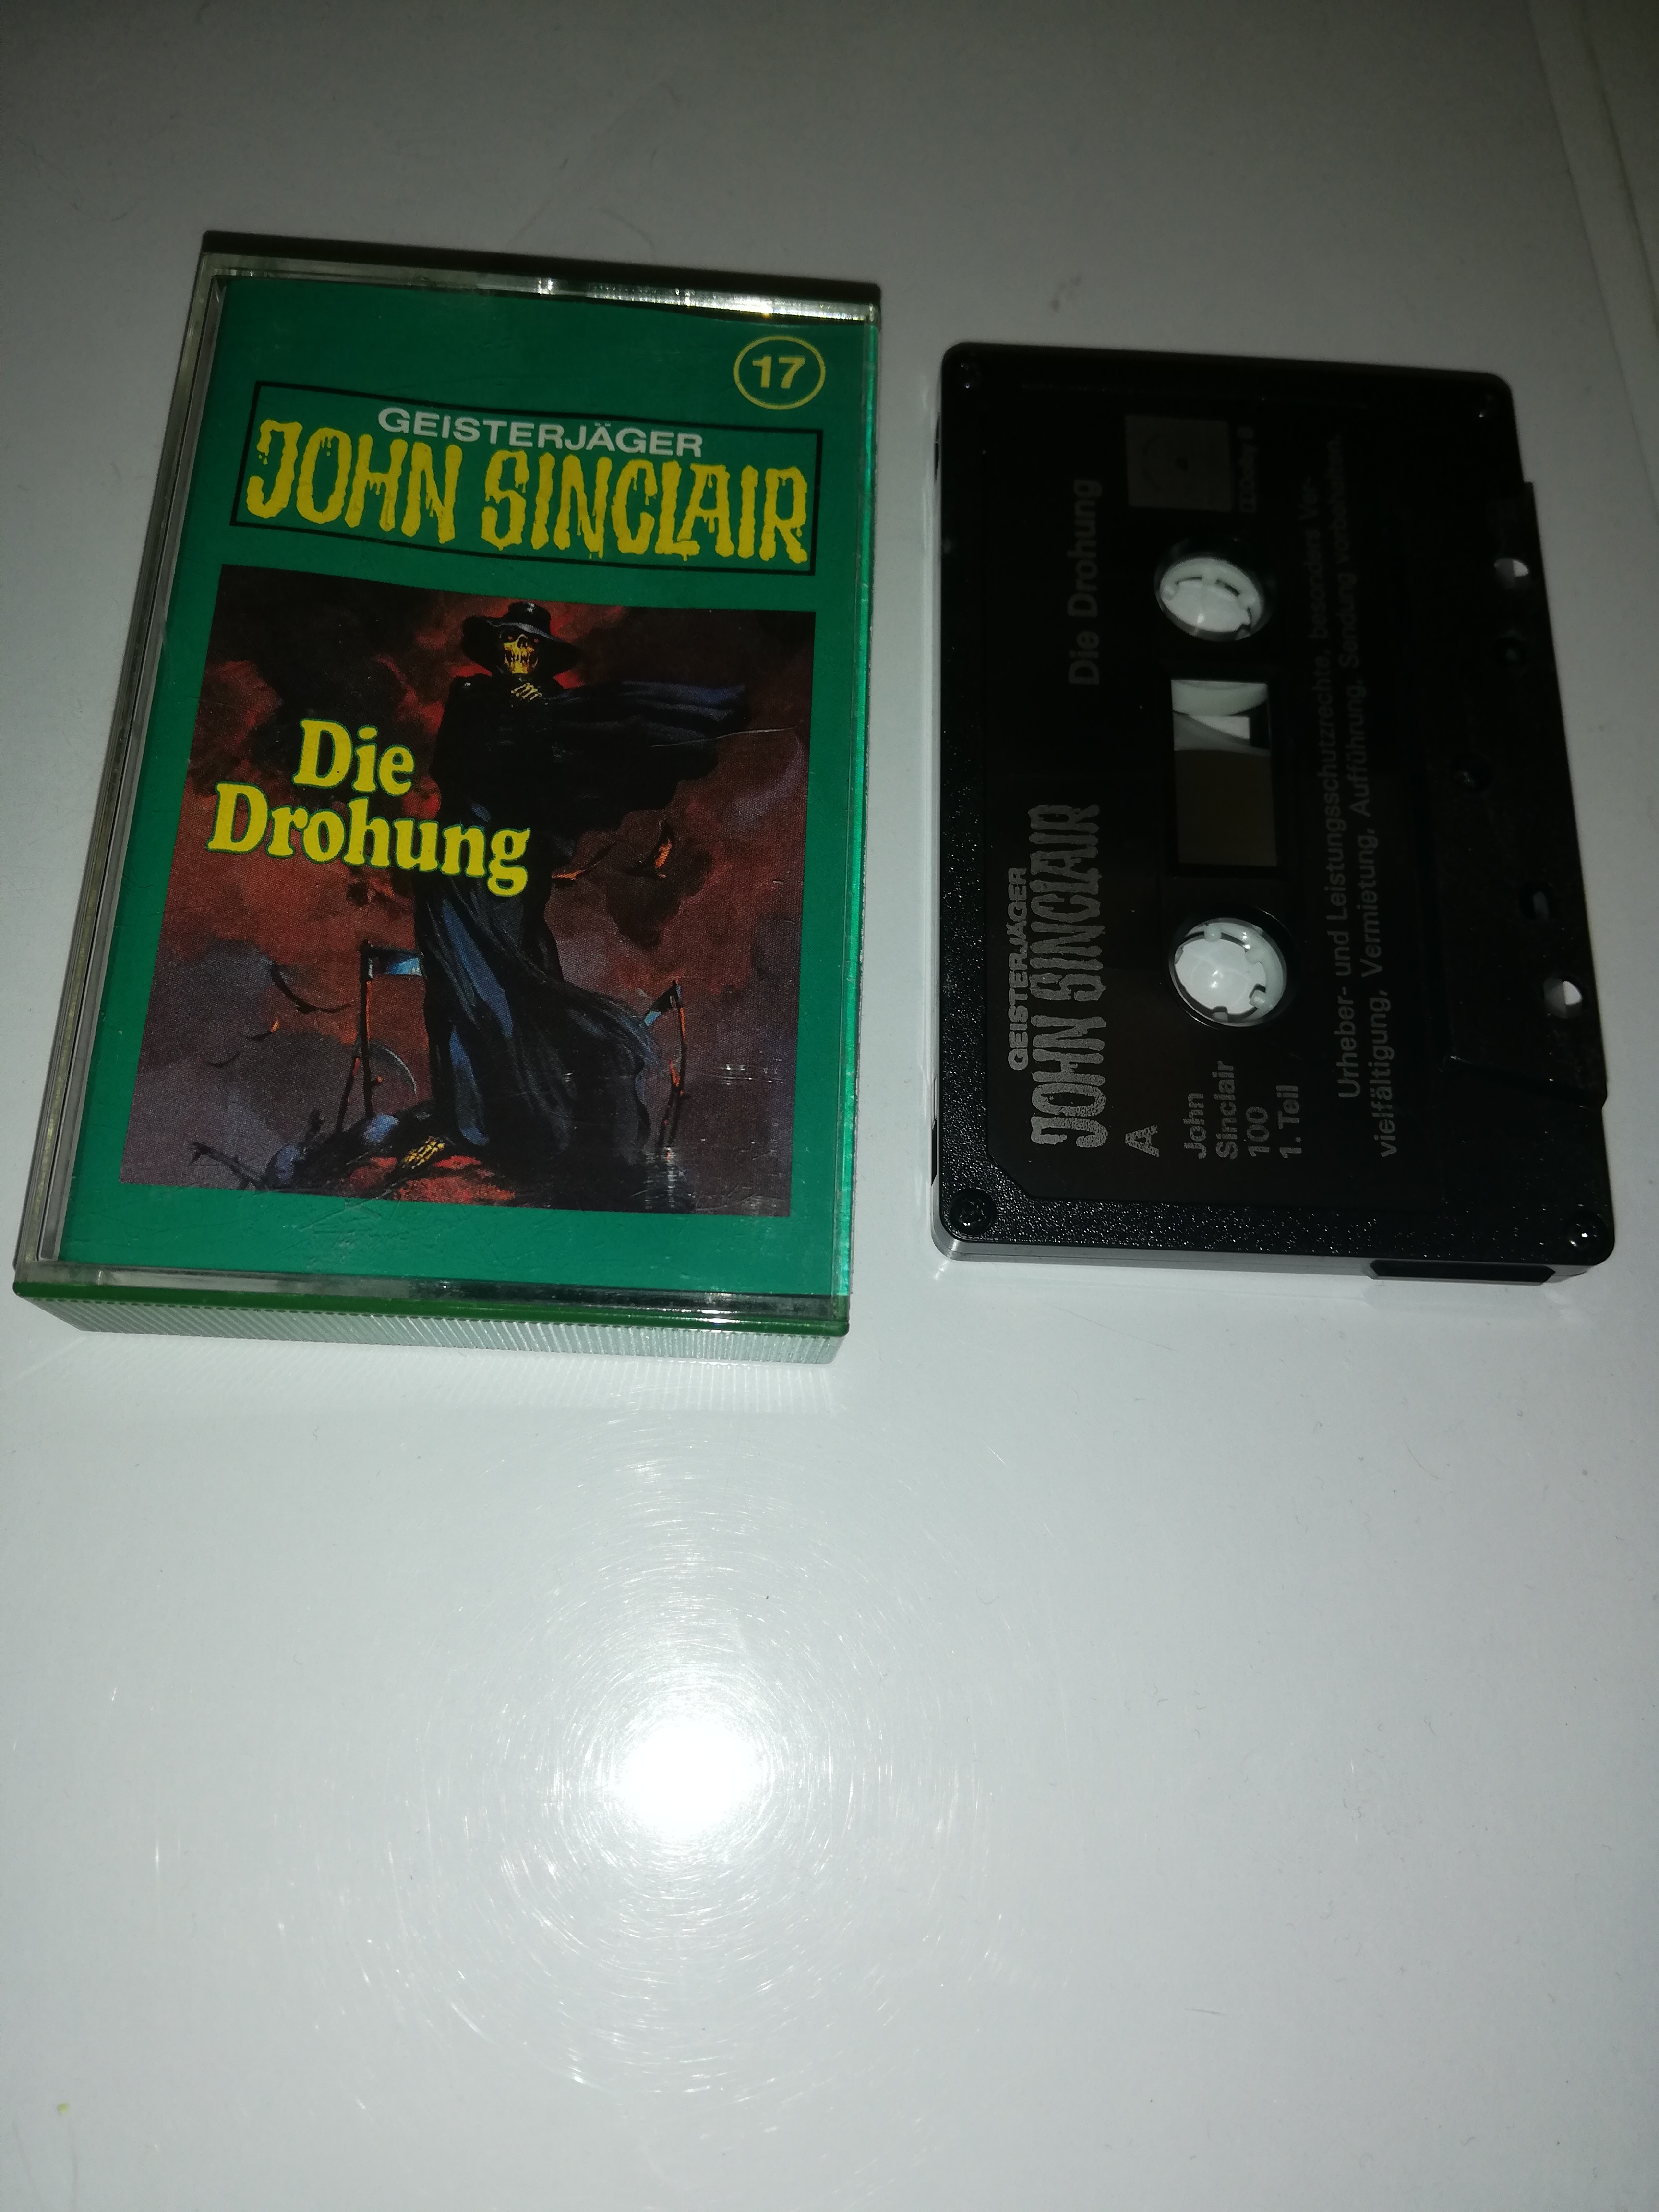 17
GEISTERJÄGER
JOHN SINCLAIR
Die
Drohung
GEISTERJÄGER
JOHN SINCLAIR
Die Drohung
A
John
Sinclair
100
1. Teil
Urheber- und Leistungsschutzrechte, besonders Ver-
vielfältigung, Vermietung, Aufführung, Sendung vorbehalten.